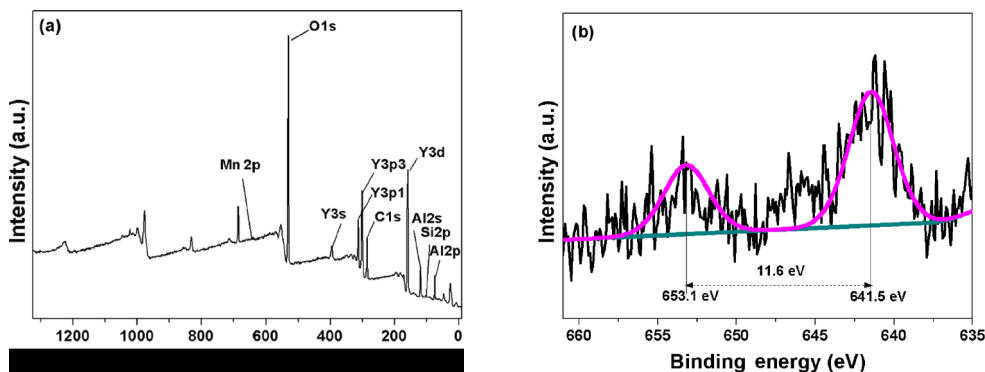 (a)
O1s
Mn 2p
Y3s
Y3p3
Y3p1
C1s
Y3d
Al2s
Si2p
Al2p
Intensity (a.u.)
1200 1000 800 600 400 200 0
(b)
Intensity (a.u.)
11.6 eV
653.1 eV 641.5 eV
660 655 650 645 640 635
Binding energy (eV)